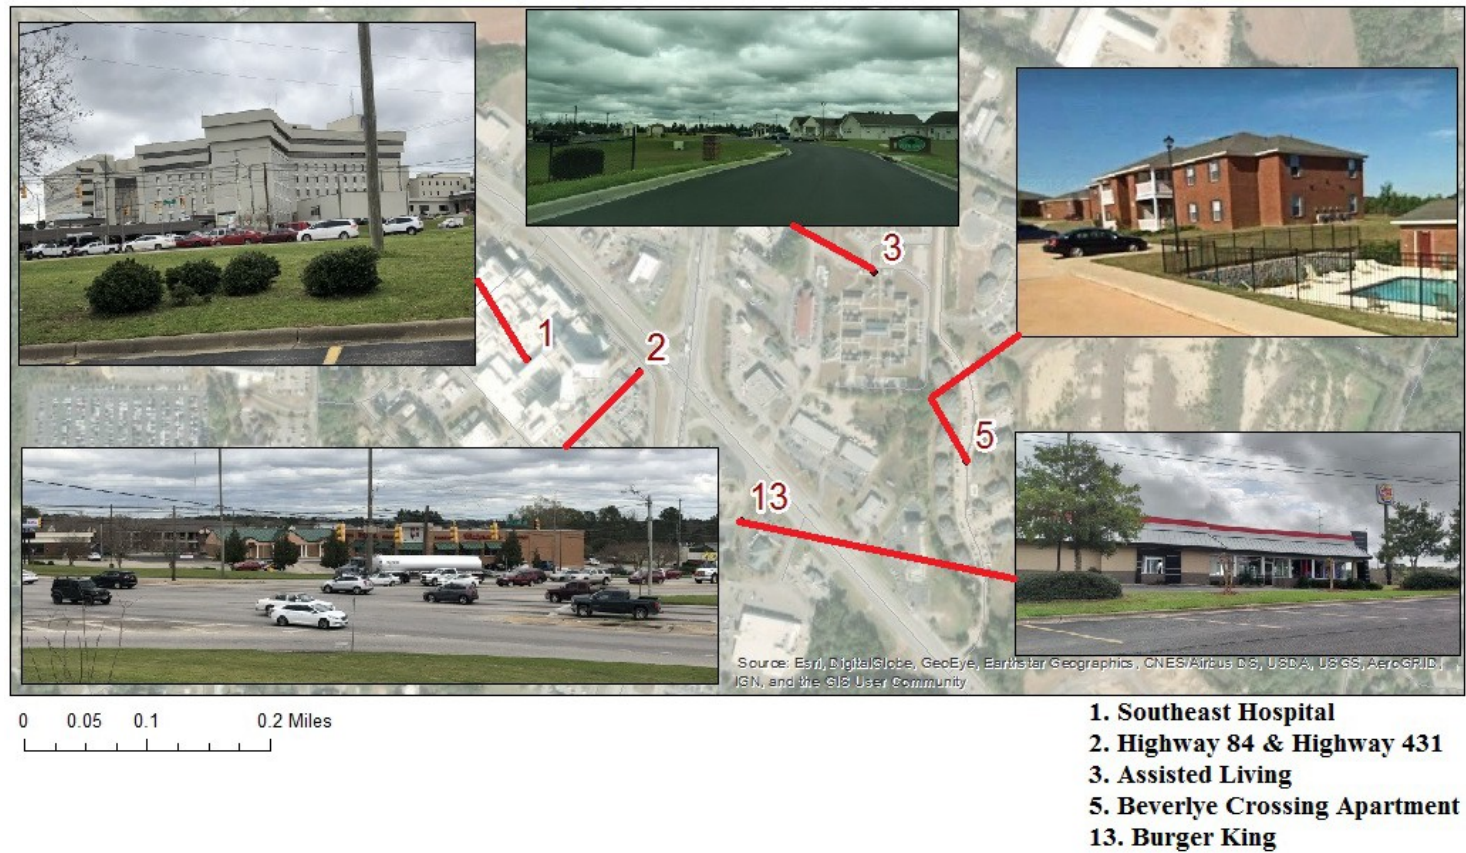 1
2
3
5
13
Source: Esri, DigitalGlobe, GeoEye, Earthstar Geographics, CNES/Airbus DS, USDA, USGS, AeroGRID,
IGN, and the GIS User Community
0 0.05 0.1 0.2 Miles
1. Southeast Hospital
2. Highway 84 & Highway 431
3. Assisted Living
5. Beverlye Crossing Apartment
13. Burger King